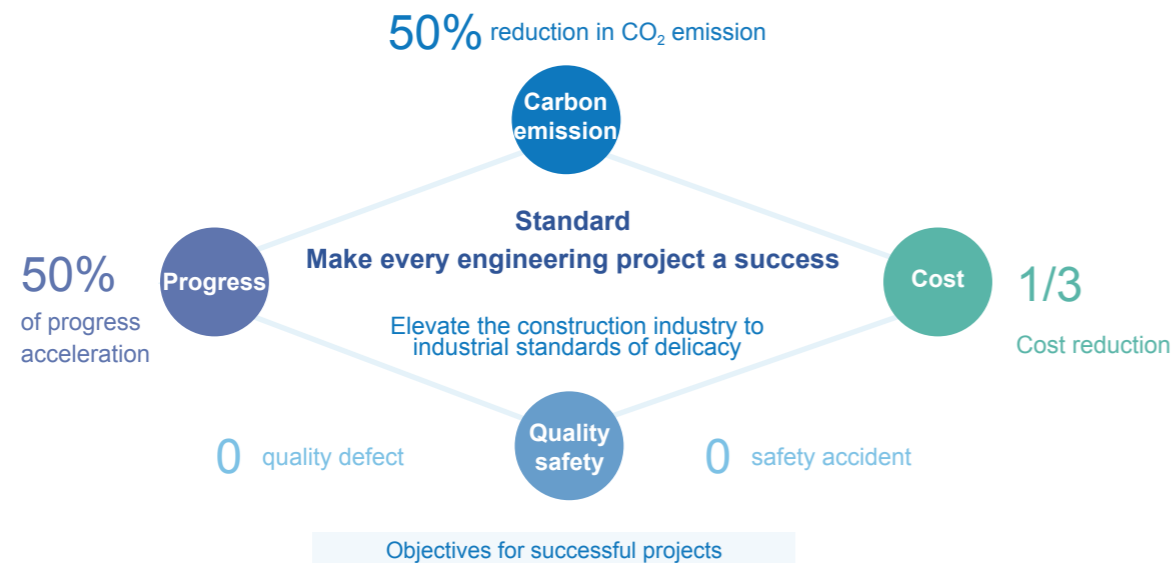 50% reduction in CO₂ emission
Carbon
emission
Standard
Make every engineering project a success
Progress
50%
of progress
acceleration
Cost
1/3
Cost reduction
Elevate the construction industry to
industrial standards of delicacy
Quality
safety
0 quality defect
0 safety accident
Objectives for successful projects